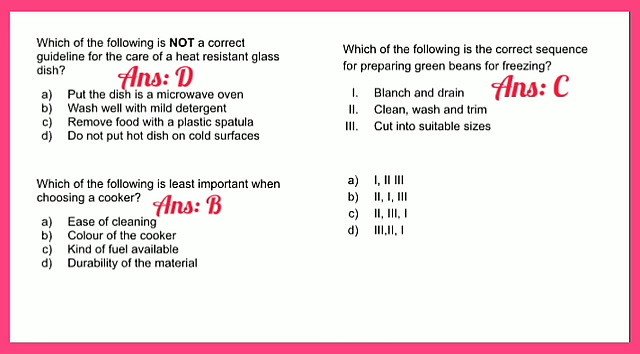 Which of the following is NOT a correct
guideline for the care of a heat resistant glass
dish?
Ans: D
a) Put the dish is a microwave oven
b) Wash well with mild detergent
c) Remove food with a plastic spatula
d) Do not put hot dish on cold surfaces
Which of the following is least important when
choosing a cooker?
Ans: B
a) Ease of cleaning
b) Colour of the cooker
c) Kind of fuel available
d) Durability of the material
Which of the following is the correct sequence
for preparing green beans for freezing?
Ans: C
I. Blanch and drain
II. Clean, wash and trim
III. Cut into suitable sizes
a) I, II III
b) II, I, III
c) II, III, I
d) III,II, I